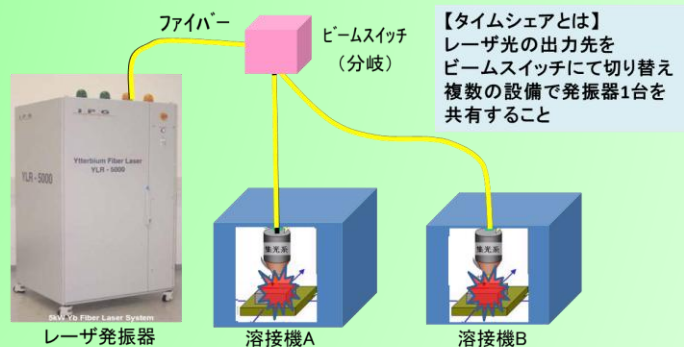 ファイバー
ビームスイッチ
（分岐）
【タイムシェアとは】
レーザ光の出力先を
ビームスイッチにて切り替え
複数の設備で発振器1台を
共有すること
IPG
Ytterbium Fiber Laser
YLR - 5000
YLR - 5000
5kW Yb Fiber Laser System
レーザ発振器
集光系
溶接機A
集光系
溶接機B